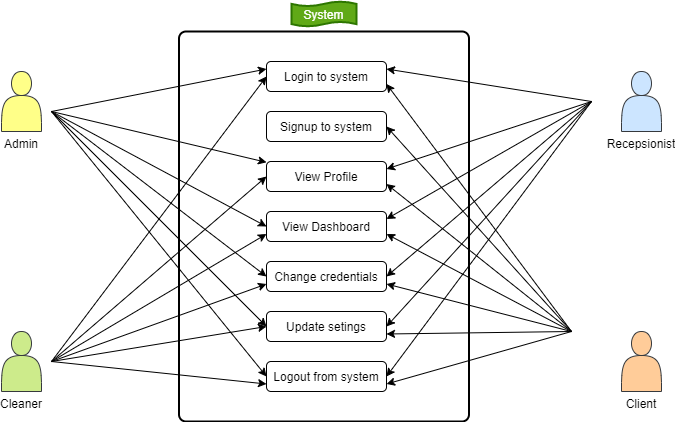 System
Login to system
Signup to system
Admin
Recepsionist
View Profile
View Dashboard
Change credentials
Update setings
Logout from system
Cleaner
Client